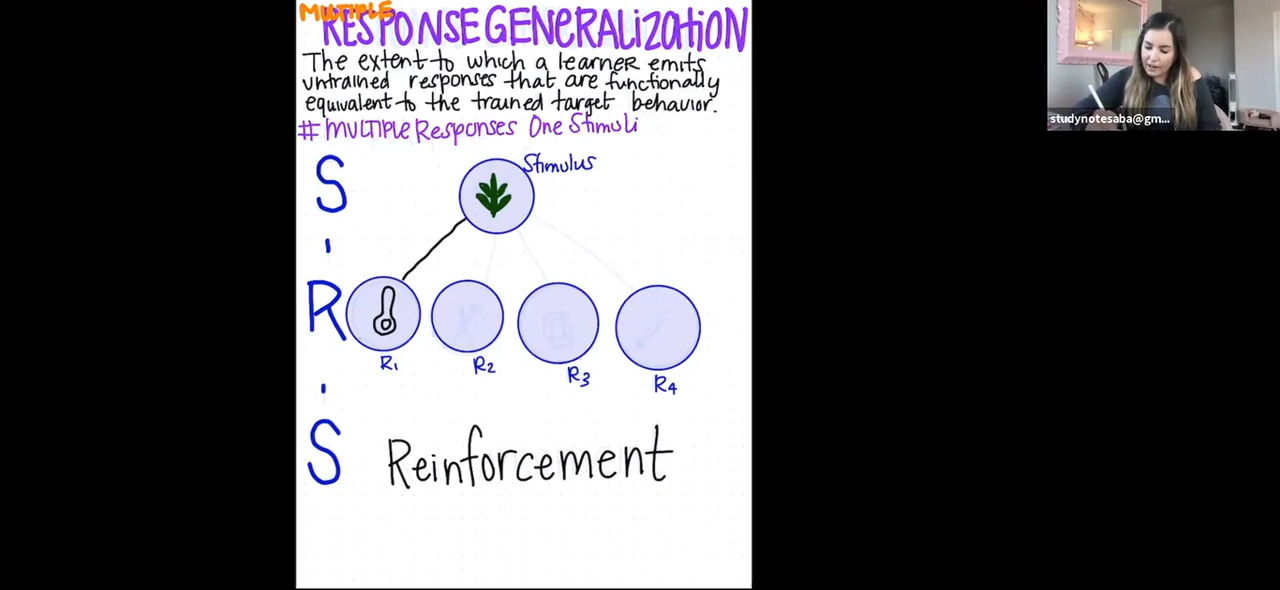 MULTIPLE
RESPONSE GENERALIZATION
The extent to which a learner emits
untrained responses that are functionally
equivalent to the trained target behavior.
#MULTIPLE Responses One Stimuli
S
Stimulus
-
R
R1
R2
R3
R4
-
S
Reinforcement
studynotesaba@gm...